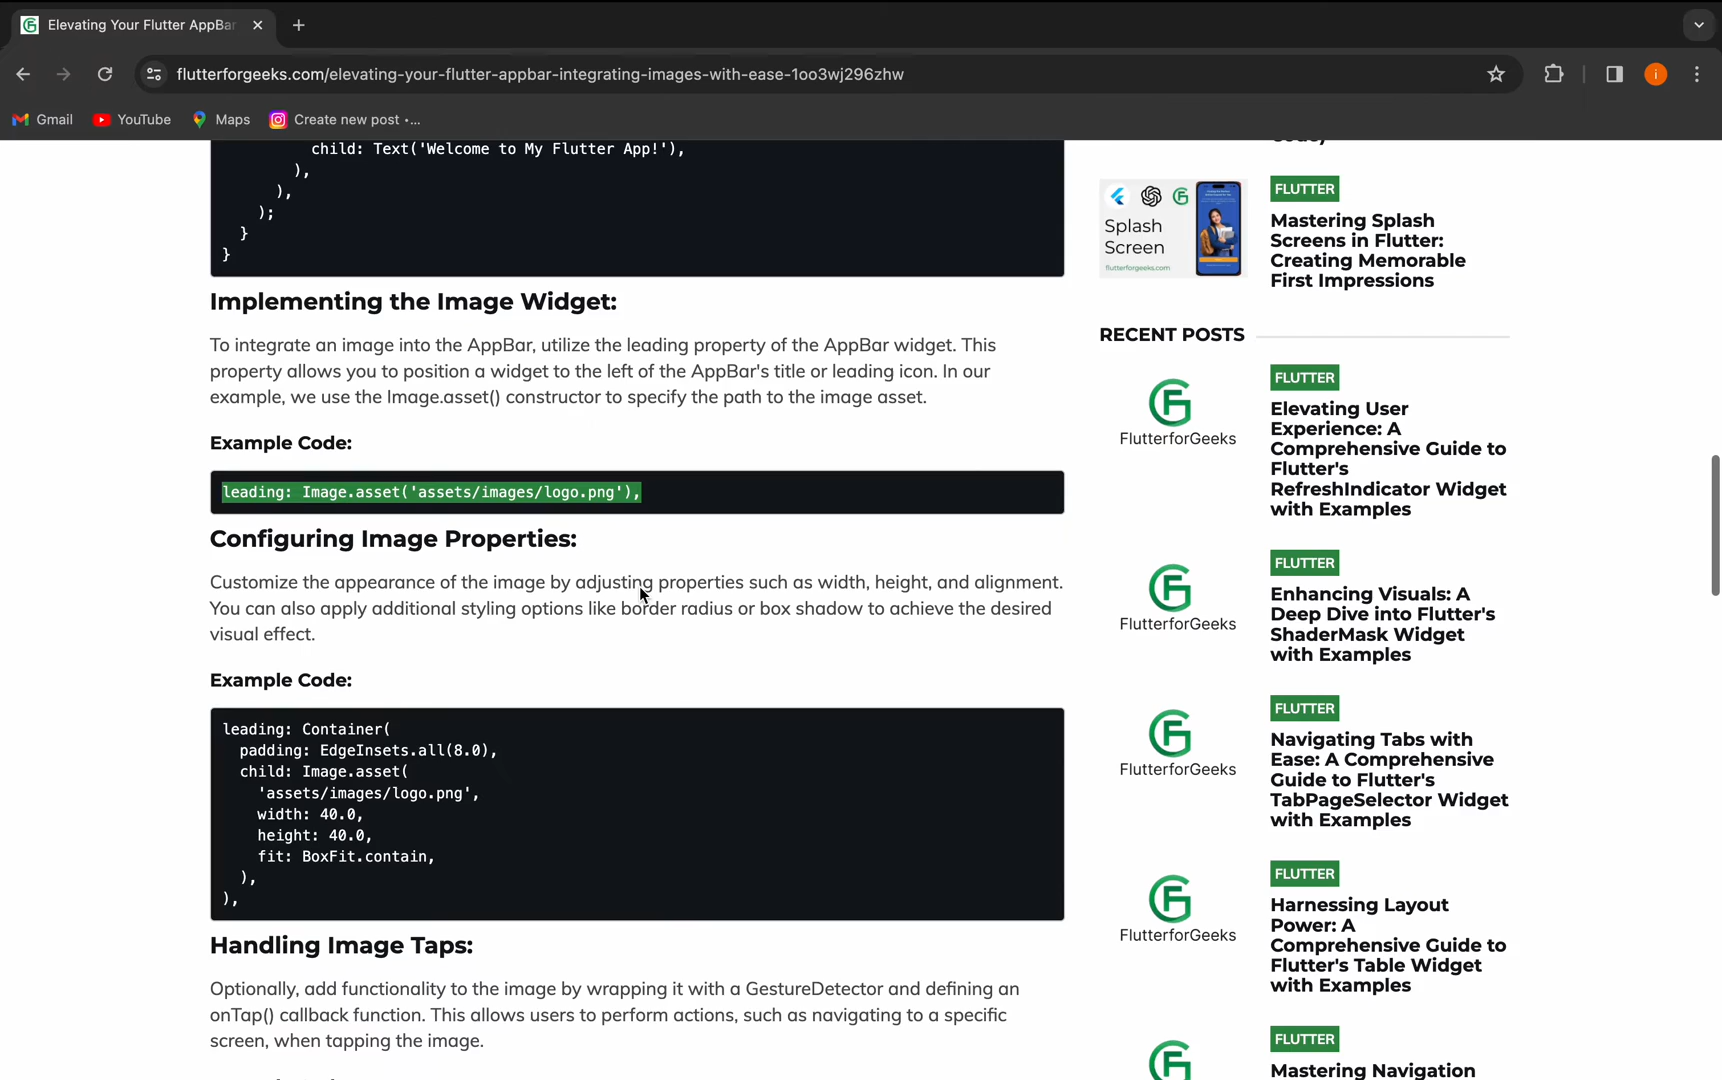 Elevating Your Flutter AppBar
flutterforgeeks.com/elevating-your-flutter-appbar-integrating-images-with-ease-1oo3wj296zhw
i
Gmail
YouTube
Maps
Create new post •...
child: Text('Welcome to My Flutter App!'),
),
),
);
}
}
Implementing the Image Widget:
To integrate an image into the AppBar, utilize the leading property of the AppBar widget. This
property allows you to position a widget to the left of the AppBar's title or leading icon. In our
example, we use the Image.asset() constructor to specify the path to the image asset.
Example Code:
leading: Image.asset('assets/images/logo.png'),
Configuring Image Properties:
Customize the appearance of the image by adjusting properties such as width, height, and alignment.
You can also apply additional styling options like border radius or box shadow to achieve the desired
visual effect.
Example Code:
leading: Container(
padding: EdgeInsets.all(8.0),
child: Image.asset(
'assets/images/logo.png',
width: 40.0,
height: 40.0,
fit: BoxFit.contain,
),
),
Handling Image Taps:
Optionally, add functionality to the image by wrapping it with a GestureDetector and defining an
onTap() callback function. This allows users to perform actions, such as navigating to a specific
screen, when tapping the image.
Splash
Screen
flutterforgeeks.com
FLUTTER
Mastering Splash
Screens in Flutter:
Creating Memorable
First Impressions
RECENT POSTS
FlutterforGeeks
FLUTTER
Elevating User
Experience: A
Comprehensive Guide to
Flutter's
RefreshIndicator Widget
with Examples
FlutterforGeeks
FLUTTER
Enhancing Visuals: A
Deep Dive into Flutter's
ShaderMask Widget
with Examples
FlutterforGeeks
FLUTTER
Navigating Tabs with
Ease: A Comprehensive
Guide to Flutter's
TabPageSelector Widget
with Examples
FlutterforGeeks
FLUTTER
Harnessing Layout
Power: A
Comprehensive Guide to
Flutter's Table Widget
with Examples
FLUTTER
Mastering Navigation